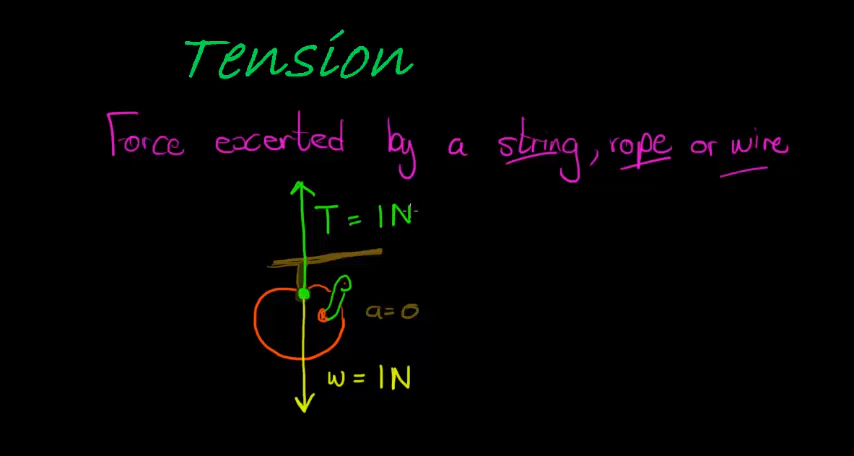 Tension
Force excerted by a string, rope or wire
T = 1N
a = 0
w = 1N